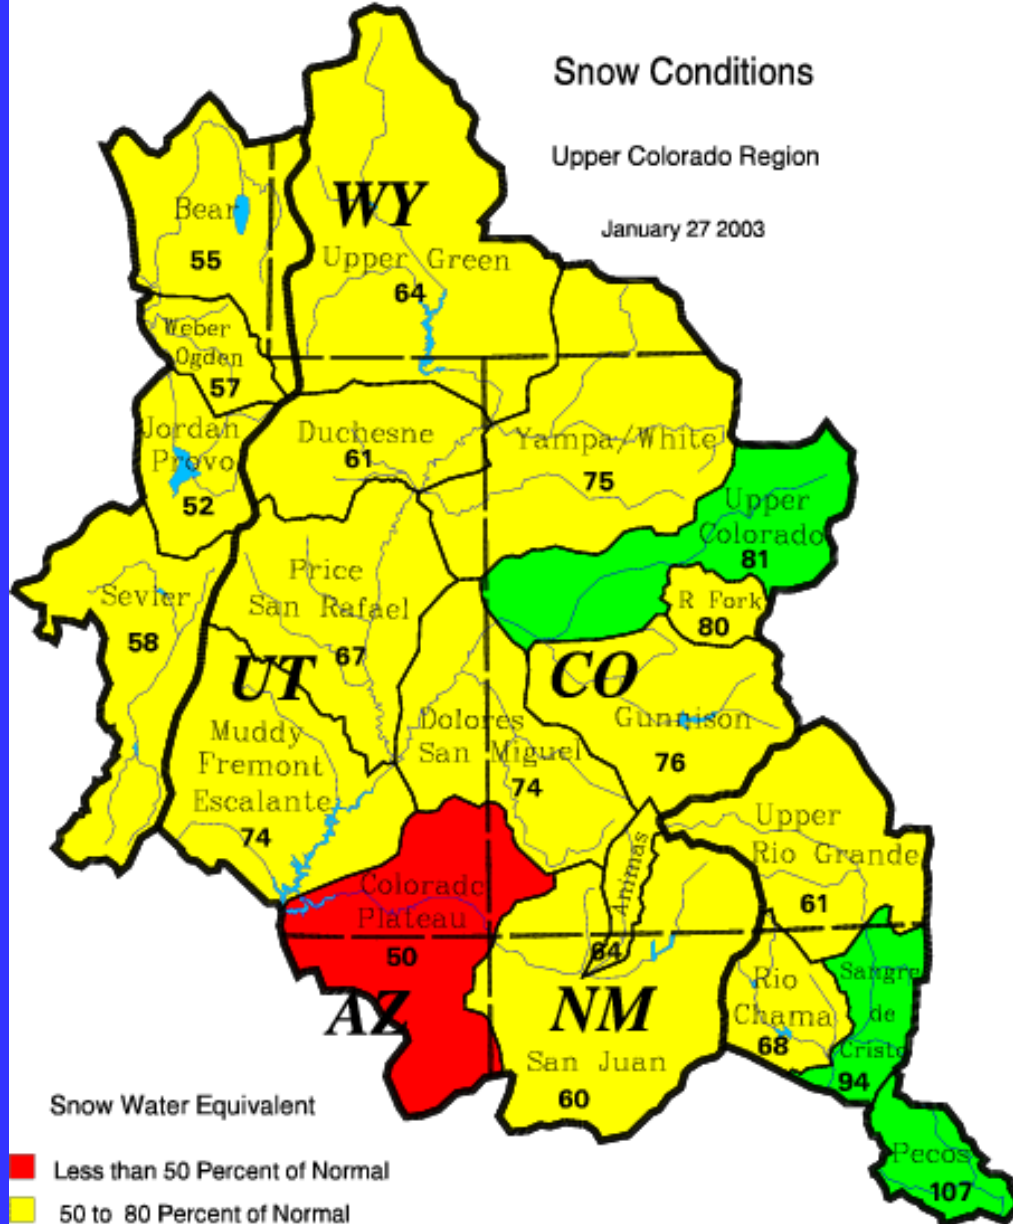 Snow Conditions
Upper Colorado Region
January 27 2003
WY
Bear
55
Upper Green
64
Weber
Ogden
57
Jordan
Provo
52
Duchesne
61
Yampa/White
75
Upper
Colorado
81
R Fork
80
Sevier
58
Price
San Rafael
67
UT
CO
Gunnison
76
Muddy
Fremont
Escalante
74
Dolores
San Miguel
74
Animas
64
Upper
Rio Grande
61
Colorado
Plateau
50
AZ
NM
San Juan
60
Rio
Chama
68
Sangre
de
Cristo
94
Pecos
107
Snow Water Equivalent
Less than 50 Percent of Normal
50 to 80 Percent of Normal